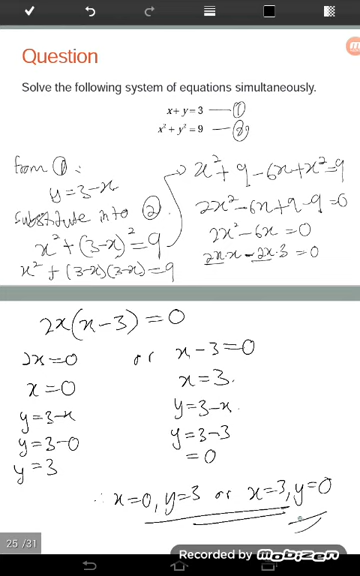 Question
Solve the following system of equations simultaneously.
x + y = 3 — ①
x² + y² = 9 — ②
from ①:
y = 3 - x
substitute into ②.
x² + (3-x)² = 9
x² + (3-x)(3-x) = 9
x² + 9 - 6x + x² = 9
2x² - 6x + 9 - 9 = 0
2x² - 6x = 0
2x·x - 2x·3 = 0
2x(x - 3) = 0
2x = 0 or x - 3 = 0
x = 0
y = 3 - x
y = 3 - 0
y = 3
x = 3.
y = 3 - x.
y = 3 - 3
= 0
∴ x = 0, y = 3 or x = 3, y = 0
25 /31
Recorded by Mobizen